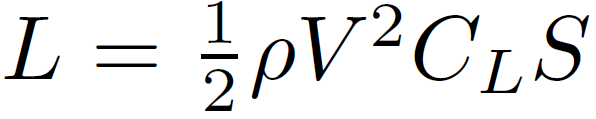 L = ½ρV²C_L S